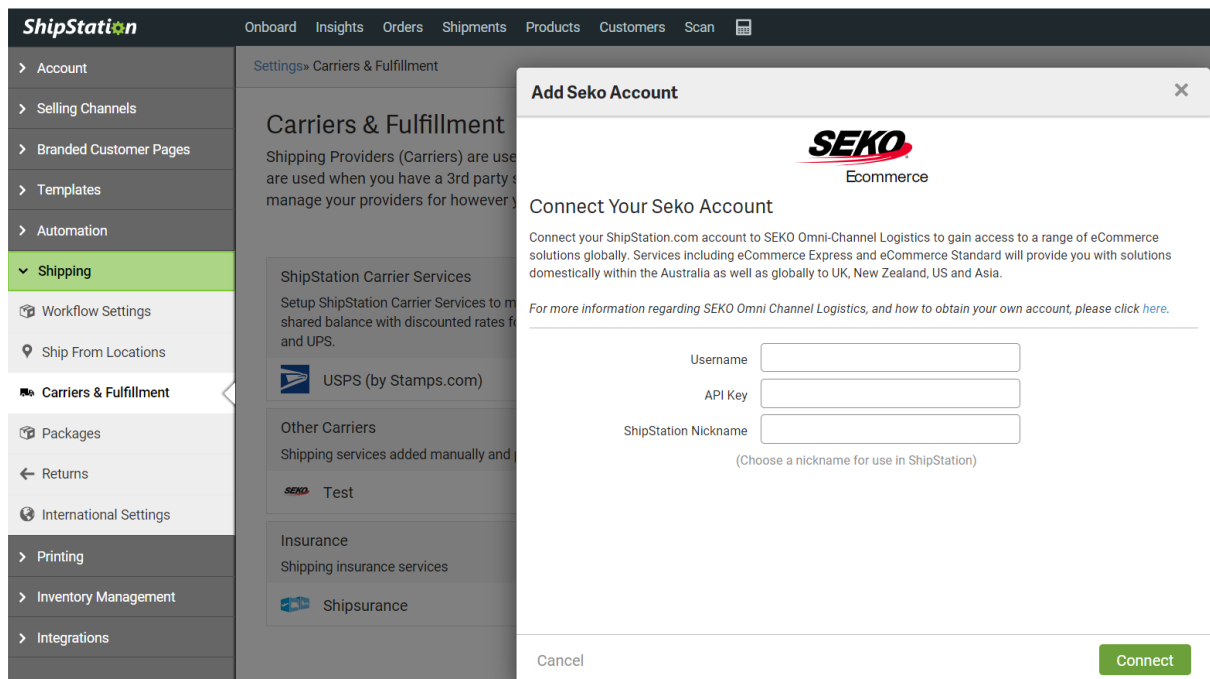 ShipStation
Onboard Insights Orders Shipments Products Customers Scan
Account
Selling Channels
Branded Customer Pages
Templates
Automation
Shipping
Workflow Settings
Ship From Locations
Carriers & Fulfillment
Packages
Returns
International Settings
Printing
Inventory Management
Integrations
Settings» Carriers & Fulfillment
Carriers & Fulfillment
Shipping Providers (Carriers) are use
are used when you have a 3rd party
manage your providers for however
ShipStation Carrier Services
Setup ShipStation Carrier Services to m
shared balance with discounted rates fo
and UPS.
USPS (by Stamps.com)
Other Carriers
Shipping services added manually and
SEKO Test
Insurance
Shipping insurance services
Shipsurance
Add Seko Account
SEKO
Ecommerce
Connect Your Seko Account
Connect your ShipStation.com account to SEKO Omni-Channel Logistics to gain access to a range of eCommerce
solutions globally. Services including eCommerce Express and eCommerce Standard will provide you with solutions
domestically within the Australia as well as globally to UK, New Zealand, US and Asia.
For more information regarding SEKO Omni Channel Logistics, and how to obtain your own account, please click here.
Username
API Key
ShipStation Nickname
(Choose a nickname for use in ShipStation)
Cancel
Connect